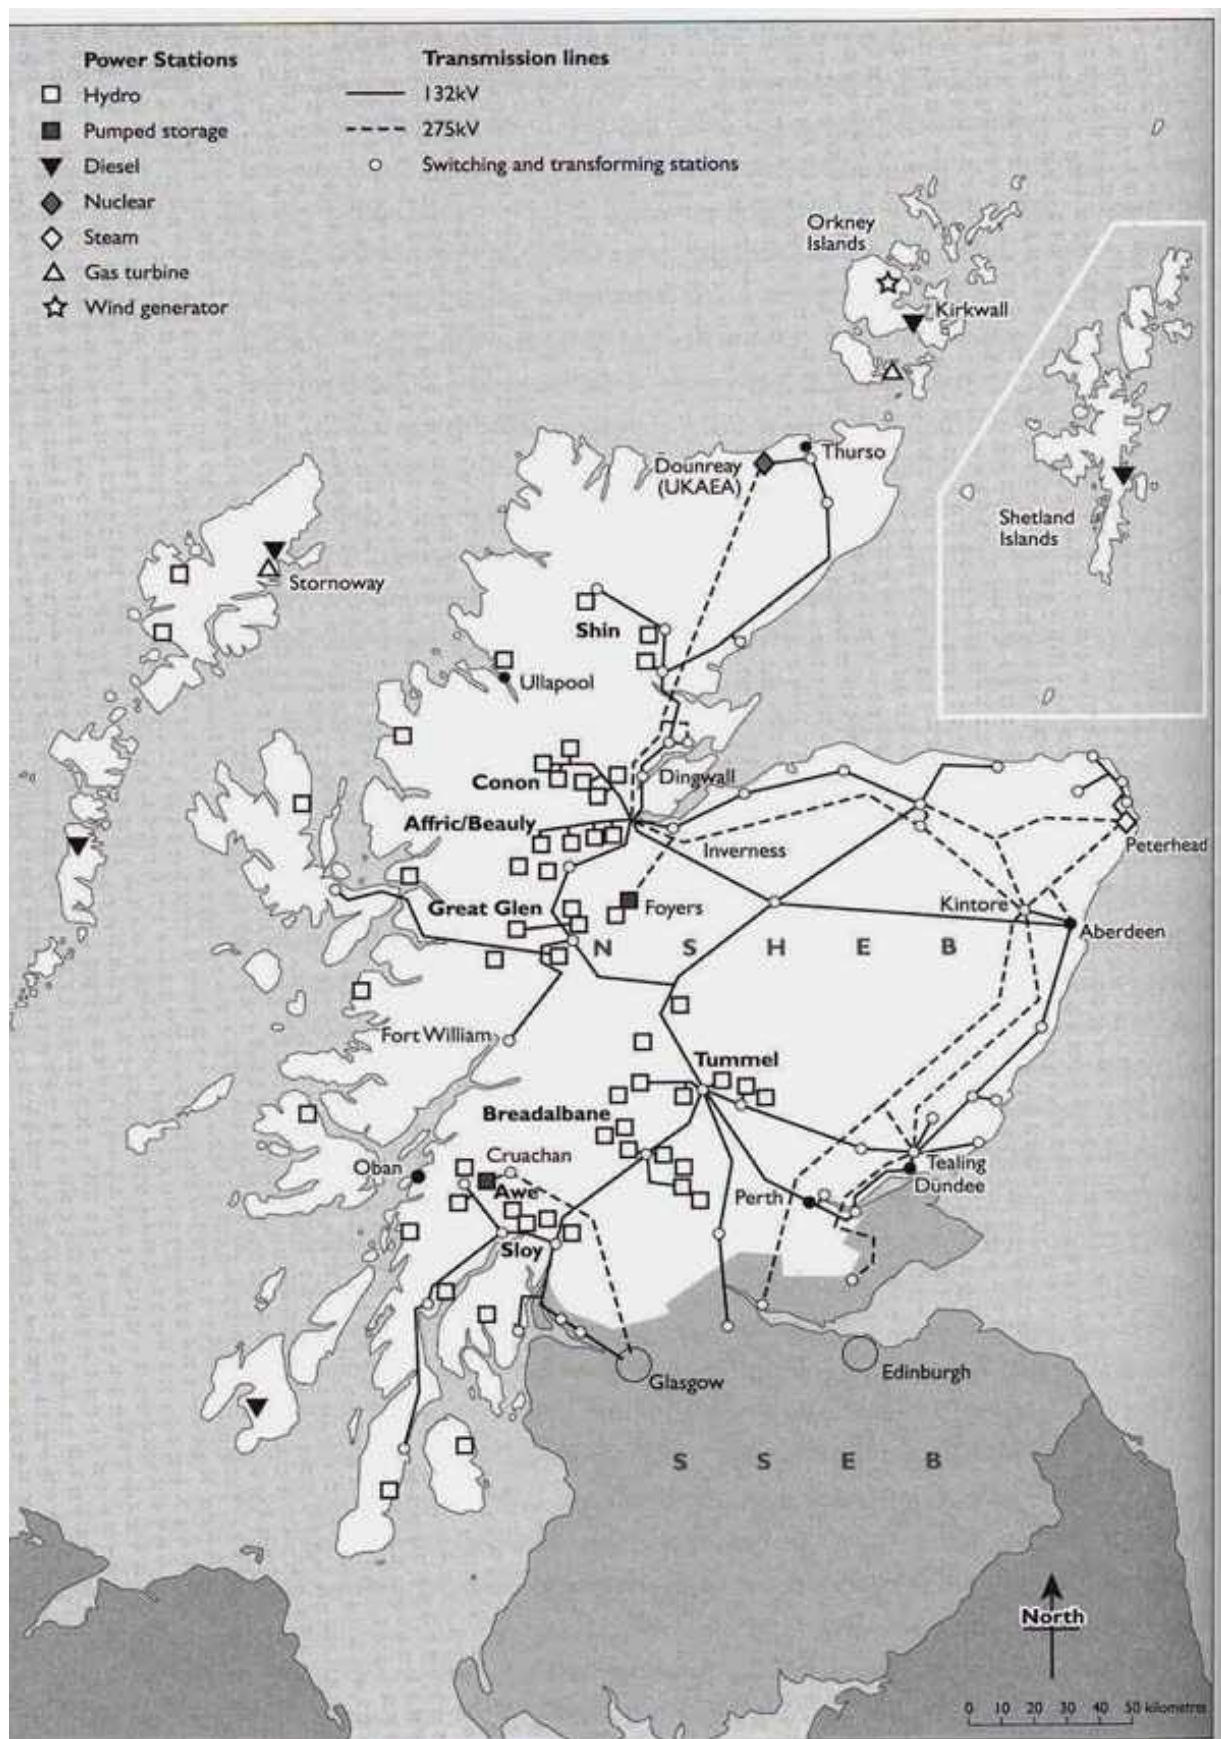 Power Stations
Hydro
Pumped storage
Diesel
Nuclear
Steam
Gas turbine
Wind generator
Transmission lines
132kV
275kV
Switching and transforming stations
Orkney
Islands
Kirkwall
Thurso
Dounreay
(UKAEA)
Shetland
Islands
Stornoway
Shin
Ullapool
Conon
Dingwall
Affric/Beauly
Inverness
Peterhead
Great Glen
Foyers
Kintore
Aberdeen
N S H E B
Fort William
Tummel
Breadalbane
Cruachan
Oban
Awe
Tealing
Dundee
Perth
Sloy
Glasgow
Edinburgh
S S E B
North
0 10 20 30 40 50 kilometres